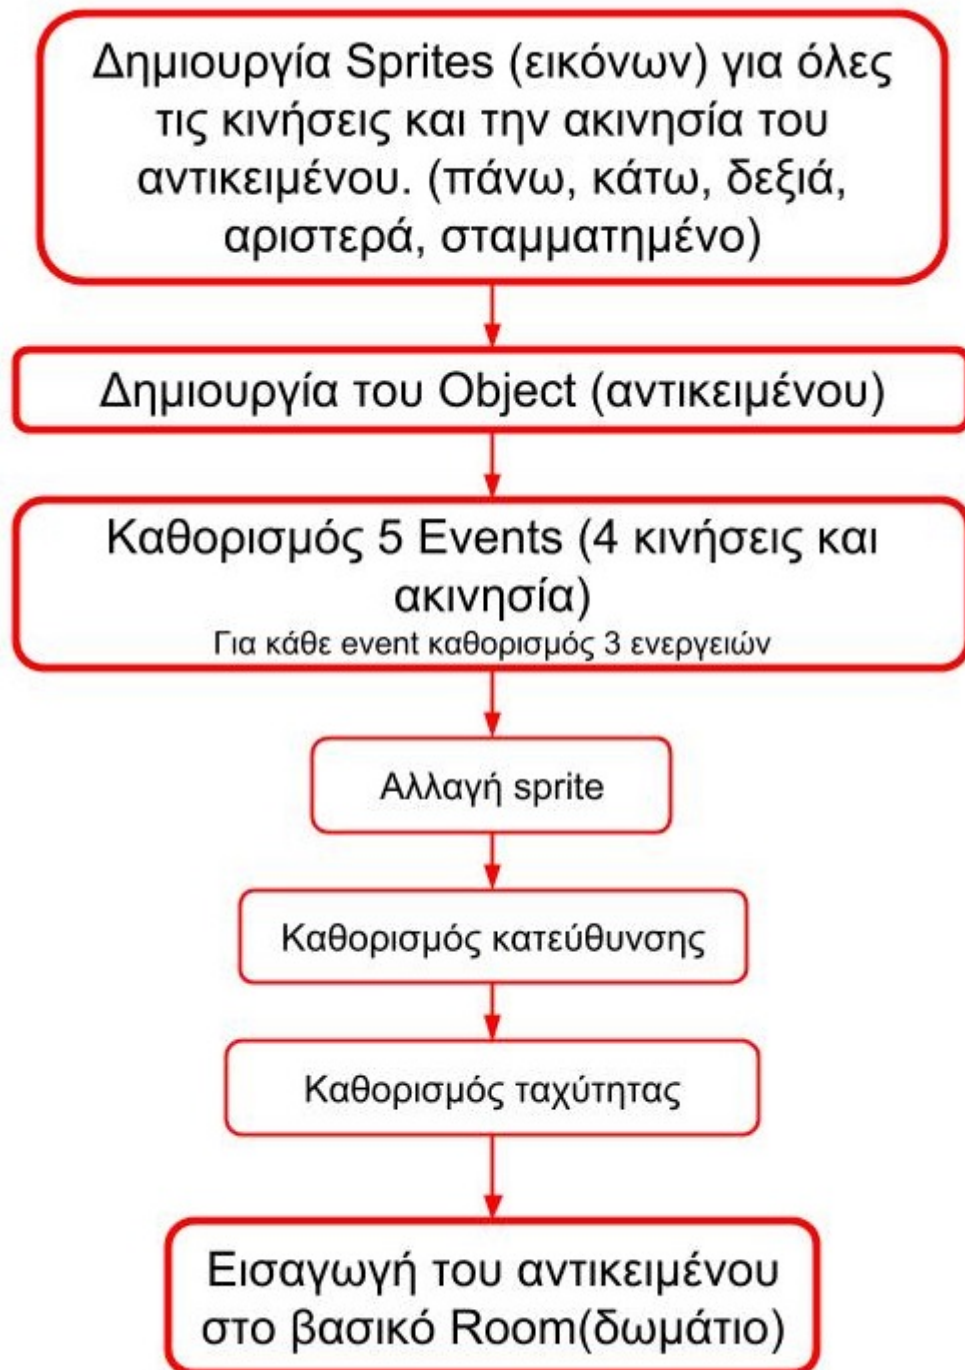 Δημιουργία Sprites (εικόνων) για όλες
τις κινήσεις και την ακινησία του
αντικειμένου. (πάνω, κάτω, δεξιά,
αριστερά, σταμματημένο)
Δημιουργία του Object (αντικειμένου)
Καθορισμός 5 Events (4 κινήσεις και
ακινησία)
Για κάθε event καθορισμός 3 ενεργειών
Αλλαγή sprite
Καθορισμός κατεύθυνσης
Καθορισμός ταχύτητας
Εισαγωγή του αντικειμένου
στο βασικό Room(δωμάτιο)